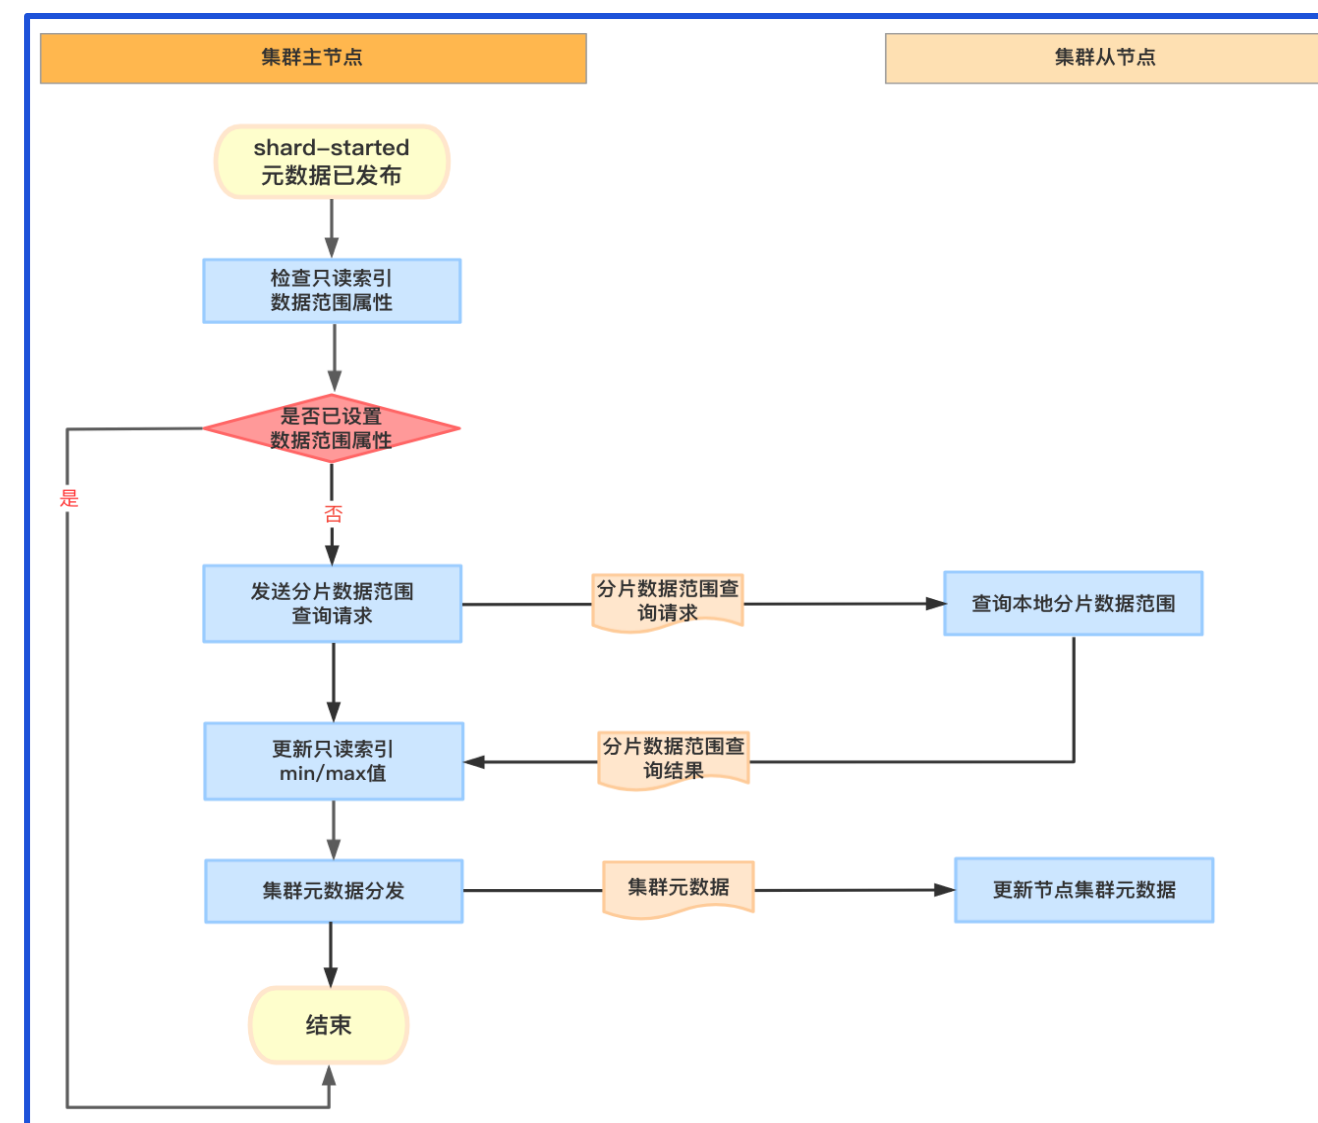 集群主节点
集群从节点
shard-started
元数据已发布
检查只读索引
数据范围属性
是否已设置
数据范围属性
是
否
发送分片数据范围
查询请求
分片数据范围查
询请求
查询本地分片数据范围
更新只读索引
min/max值
分片数据范围查
询结果
集群元数据分发
集群元数据
更新节点集群元数据
结束